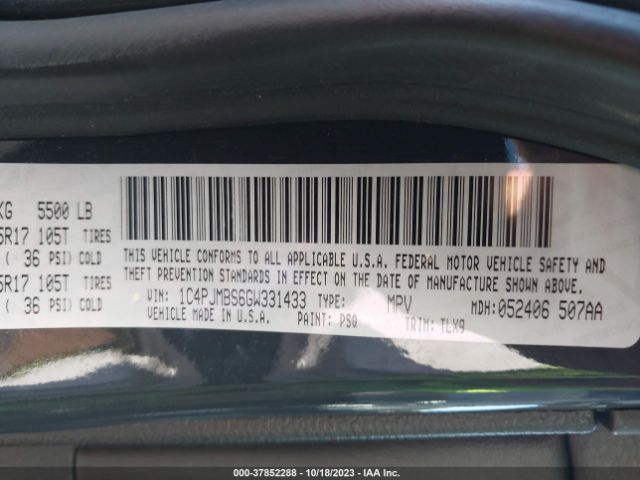 KG 5500 LB
5R17 105T TIRES
( 36 PSI) COLD
5R17 105T TIRES
( 36 PSI) COLD
THIS VEHICLE CONFORMS TO ALL APPLICABLE U.S.A. FEDERAL MOTOR VEHICLE SAFETY AND
THEFT PREVENTION STANDARDS IN EFFECT ON THE DATE OF MANUFACTURE SHOWN ABOVE.
VIN: 1C4PJMBS6GW331433 TYPE: MPV MDH:052406 507AA
VEHICLE MADE IN U.S.A. PAINT: PSQ TRIM: TLX9
000-37852288 - 10/18/2023 - IAA Inc.